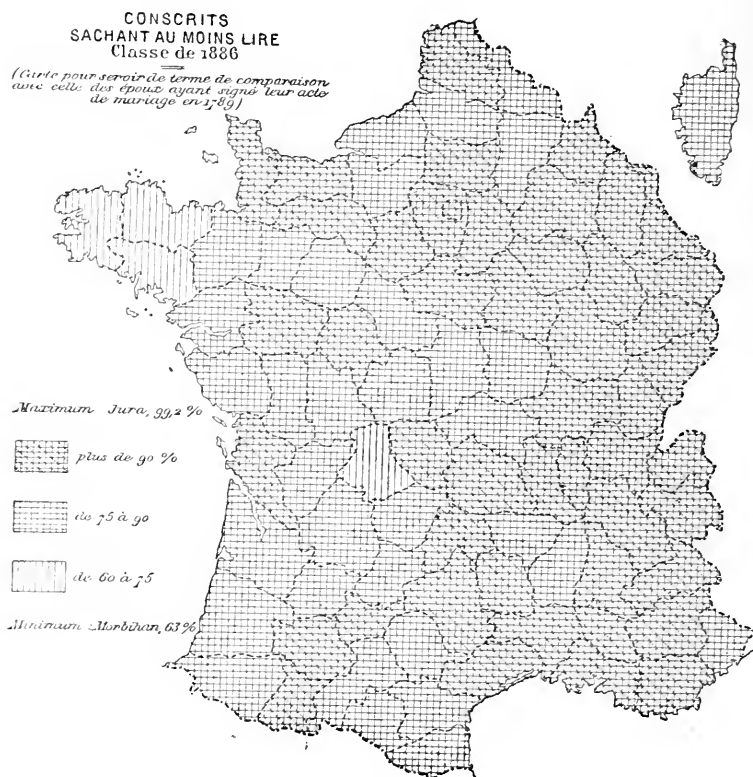 CONSCRITS
SACHANT AU MOINS LIRE
Classe de 1886
(Carte pour servir de terme de comparaison
avec celle des époux ayant signé leur acte
de mariage en 1789)
Maximum Jura, 99,2 %
plus de 90 %
de 75 à 90
de 60 à 75
Minimum Morbihan, 63 %